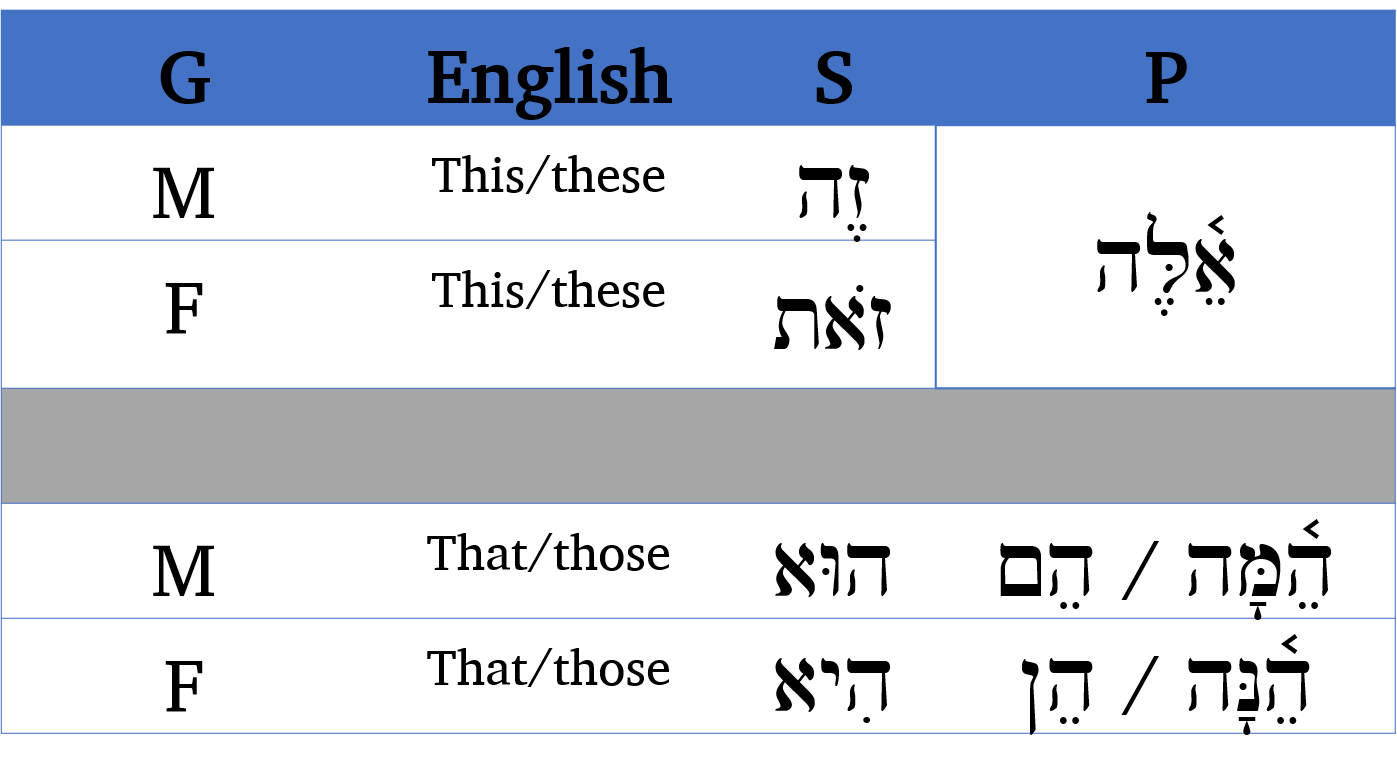 G English S P
M This/these זֶה
אֵ֫לֶּה
F This/these זֹאת
M That/those הוּא הֵ֫מָּה / הֵם
F That/those הִיא הֵ֫נָּה / הֵן